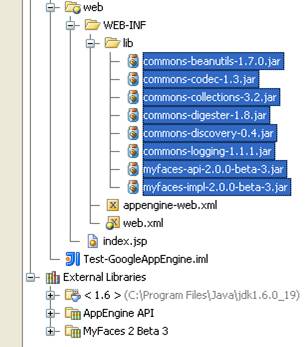 web
WEB-INF
lib
commons-beanutils-1.7.0.jar
commons-codec-1.3.jar
commons-collections-3.2.jar
commons-digester-1.8.jar
commons-discovery-0.4.jar
commons-logging-1.1.1.jar
myfaces-api-2.0.0-beta-3.jar
myfaces-impl-2.0.0-beta-3.jar
appengine-web.xml
web.xml
index.jsp
Test-GoogleAppEngine.iml
External Libraries
< 1.6 > (C:\Program Files\Java\jdk1.6.0_19)
AppEngine API
MyFaces 2 Beta 3